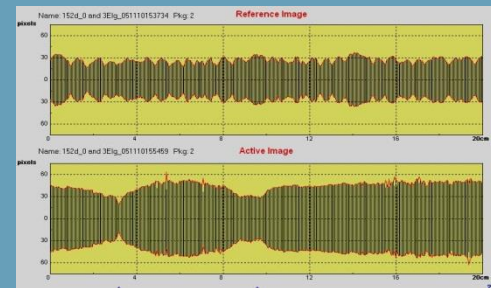 Name: 152d_0 and 3Elg_051110153734 Pkg: 2 Reference Image
pixels
60
30
0
30
60
0 4 8 12 16 20cm
Name: 152d_0 and 3Elg_051110155459 Pkg: 2 Active Image
pixels
60
30
0
30
60
0 4 8 12 16 20cm